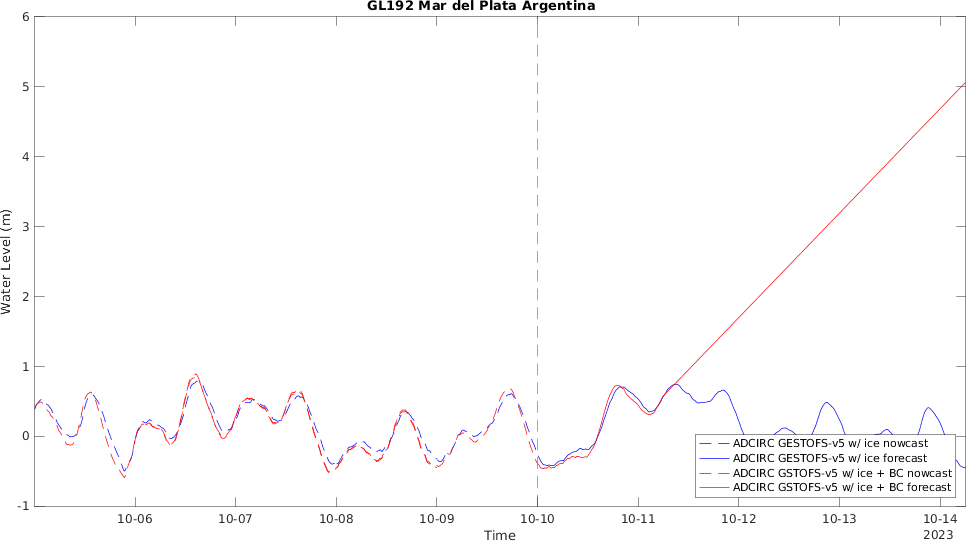 GL192 Mar del Plata Argentina
6
5
4
3
2
1
0
-1
Water Level (m)
ADCIRC GESTOFS-v5 w/ ice nowcast
ADCIRC GESTOFS-v5 w/ ice forecast
ADCIRC GSTOFS-v5 w/ ice + BC nowcast
ADCIRC GSTOFS-v5 w/ ice + BC forecast
10-06 10-07 10-08 10-09 10-10 10-11 10-12 10-13 10-14
Time
2023